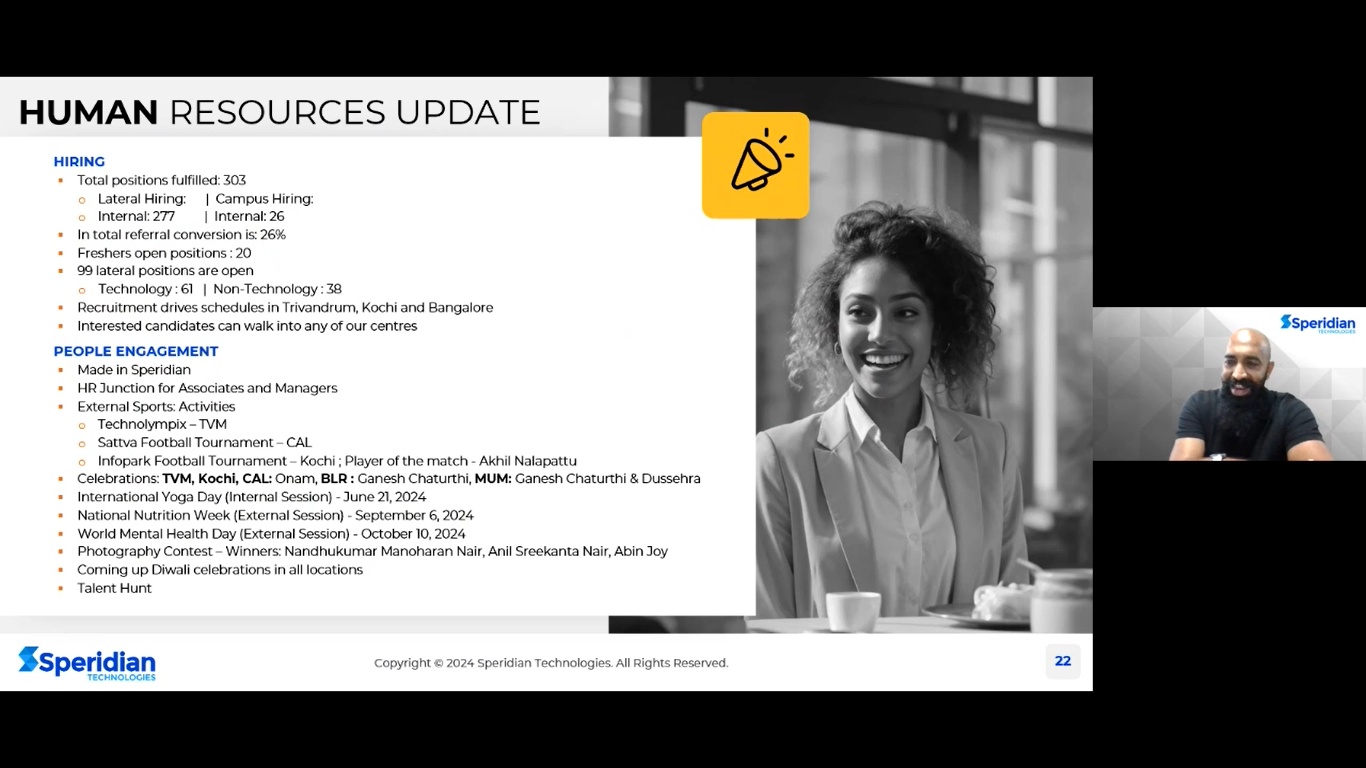 HUMAN RESOURCES UPDATE
HIRING
▪ Total positions fulfilled: 303
o Lateral Hiring: | Campus Hiring:
o Internal: 277 | Internal: 26
▪ In total referral conversion is: 26%
▪ Freshers open positions : 20
▪ 99 lateral positions are open
o Technology : 61 | Non-Technology : 38
▪ Recruitment drives schedules in Trivandrum, Kochi and Bangalore
▪ Interested candidates can walk into any of our centres
PEOPLE ENGAGEMENT
▪ Made in Speridian
▪ HR Junction for Associates and Managers
▪ External Sports: Activities
o Technolympix – TVM
o Sattva Football Tournament – CAL
o Infopark Football Tournament – Kochi ; Player of the match - Akhil Nalapattu
▪ Celebrations: TVM, Kochi, CAL: Onam, BLR : Ganesh Chaturthi, MUM: Ganesh Chaturthi & Dussehra
▪ International Yoga Day (Internal Session) - June 21, 2024
▪ National Nutrition Week (External Session) - September 6, 2024
▪ World Mental Health Day (External Session) - October 10, 2024
▪ Photography Contest – Winners: Nandhukumar Manoharan Nair, Anil Sreekanta Nair, Abin Joy
▪ Coming up Diwali celebrations in all locations
▪ Talent Hunt
Speridian
TECHNOLOGIES
Copyright © 2024 Speridian Technologies. All Rights Reserved.
22
Speridian
TECHNOLOGIES